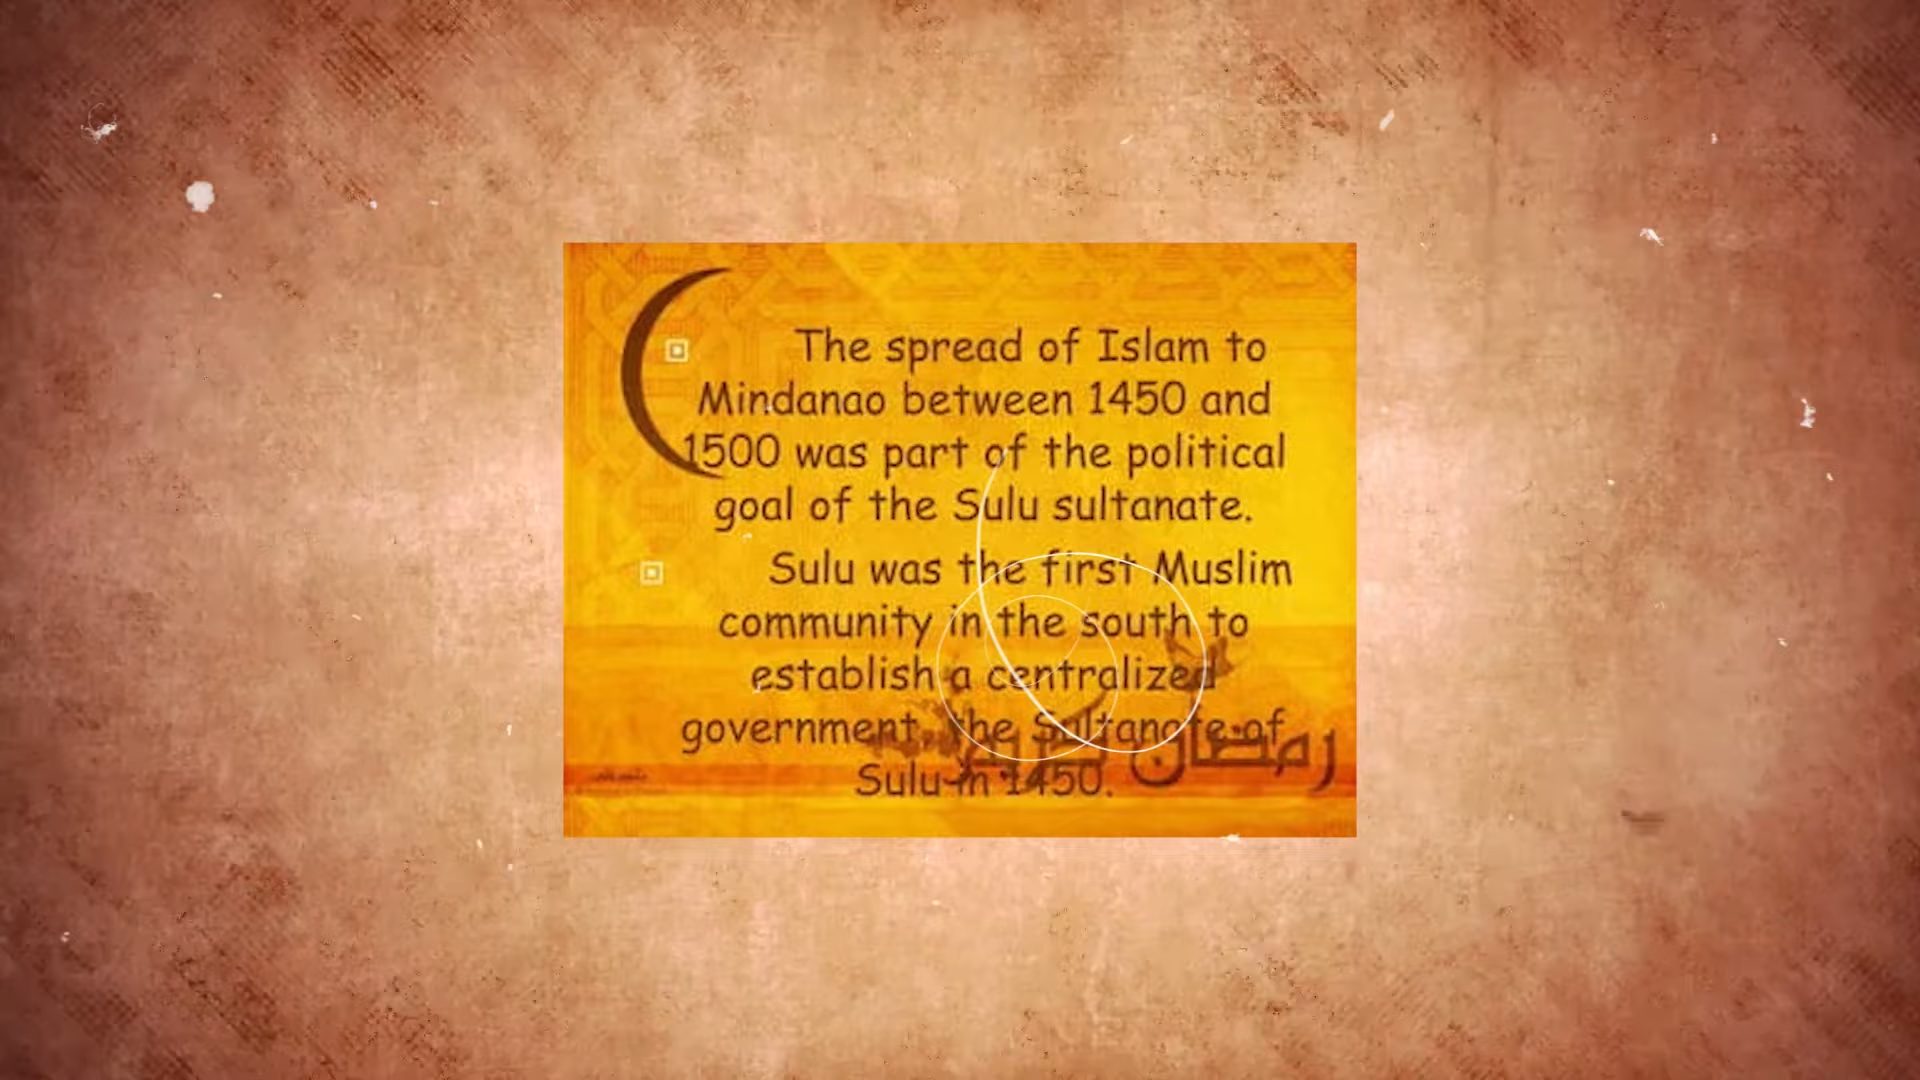 The spread of Islam to
Mindanao between 1450 and
1500 was part of the political
goal of the Sulu sultanate.
Sulu was the first Muslim
community in the south to
establish a centralized
government, the Sultanate of
Sulu in 1450.
رمضان